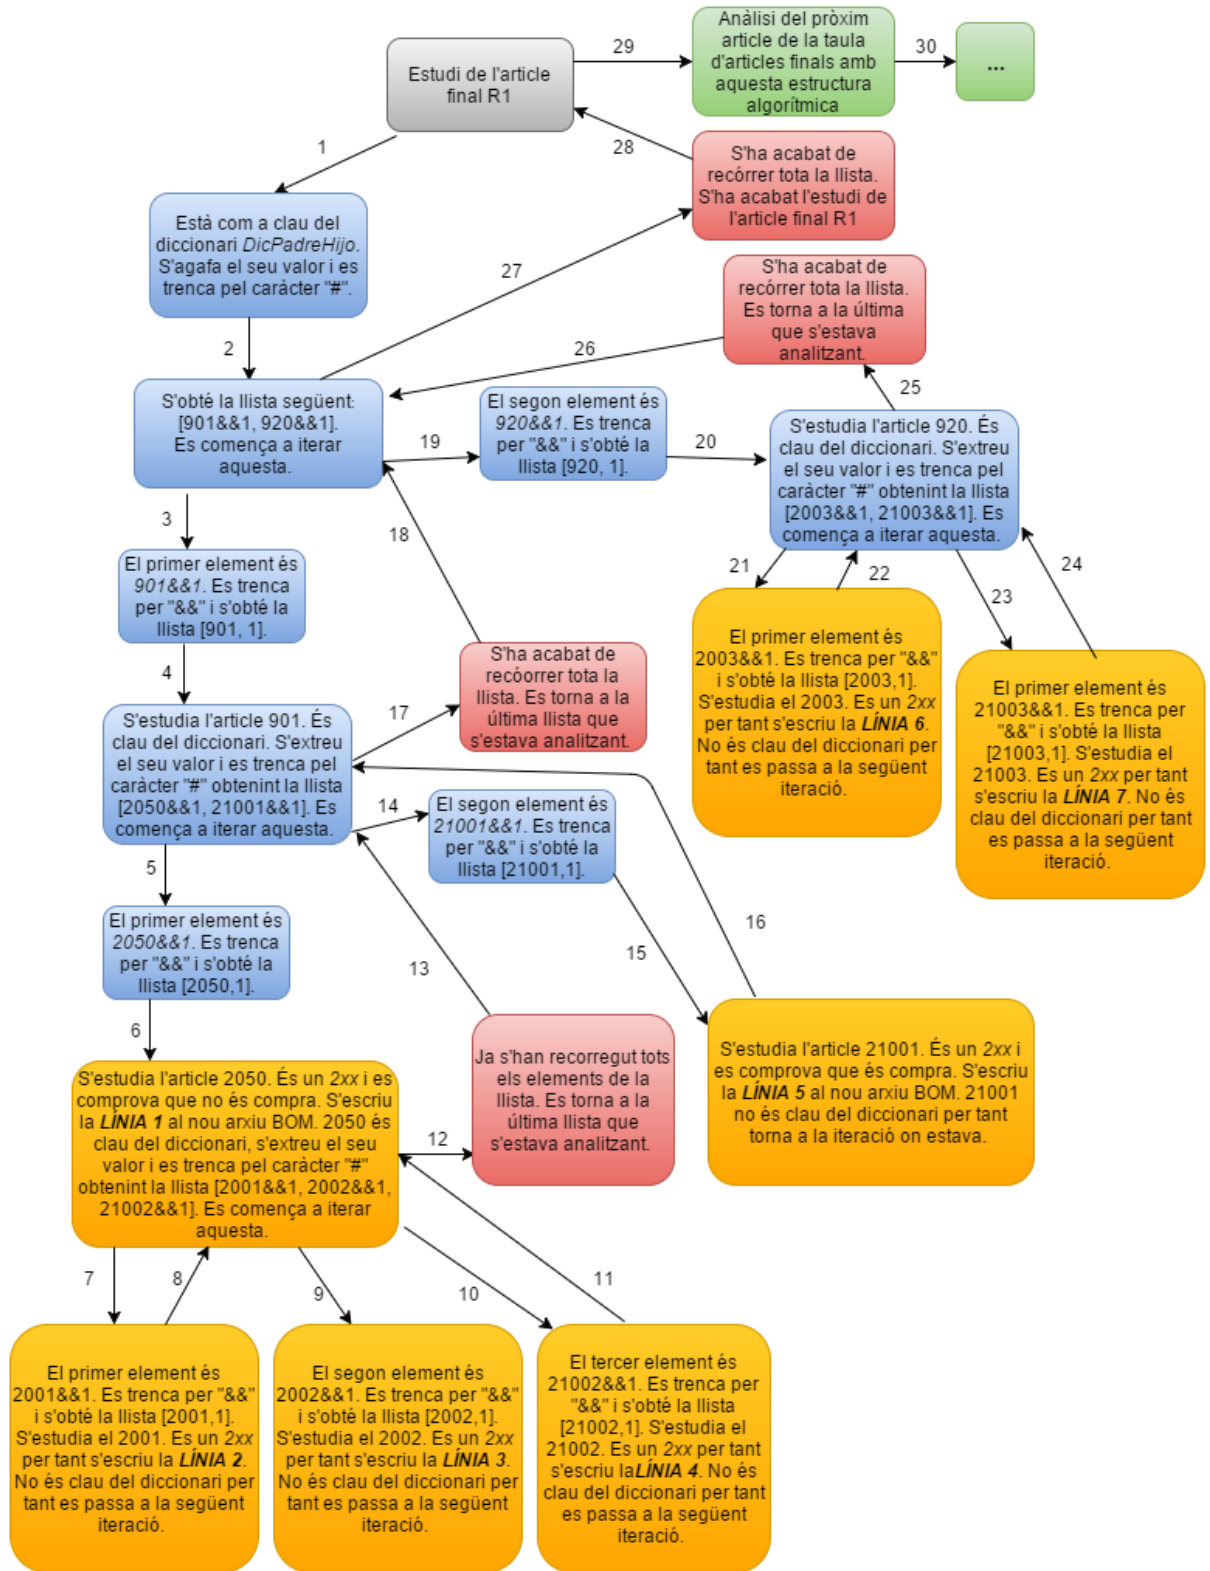 Estudi de l'article
final R1
29
Anàlisi del pròxim
article de la taula
d'articles finals amb
aquesta estructura
algorítmica
30
...
1
28
S'ha acabat de
recórrer tota la llista.
S'ha acabat l'estudi de
l'article final R1
Està com a clau del
diccionari DicPadreHijo.
S'agafa el seu valor i es
trenca pel caràcter "#".
27
S'ha acabat de
recórrer tota la llista.
Es torna a la última
que s'estava
analitzant.
2
26
25
S'obté la llista següent:
[901&&1, 920&&1].
Es comença a iterar
aquesta.
19
El segon element és
920&&1. Es trenca
per "&&" i s'obté la
llista [920, 1].
20
S'estudia l'article 920. És
clau del diccionari. S'extreu
el seu valor i es trenca pel
caràcter "#" obtenint la llista
[2003&&1, 21003&&1]. Es
comença a iterar aquesta.
3
18
El primer element és
901&&1. Es trenca
per "&&" i s'obté la
llista [901, 1].
21
22
23
24
El primer element és
2003&&1. Es trenca per "&&"
i s'obté la llista [2003,1].
S'estudia el 2003. Es un 2xx
per tant s'escriu la LÍNIA 6.
No és clau del diccionari per
tant es passa a la següent
iteració.
El primer element és
21003&&1. Es trenca per
"&&" i s'obté la llista
[21003,1]. S'estudia el
21003. Es un 2xx per tant
s'escriu la LÍNIA 7. No és
clau del diccionari per tant
es passa a la següent
iteració.
4
17
S'ha acabat de
recóorrer tota la
llista. Es torna a la
última llista que
s'estava analitzant.
S'estudia l'article 901. És
clau del diccionari. S'extreu
el seu valor i es trenca pel
caràcter "#" obtenint la llista
[2050&&1, 21001&&1]. Es
comença a iterar aquesta.
14
El segon element és
21001&&1. Es trenca
per "&&" i s'obté la
llista [21001,1].
5
El primer element és
2050&&1. Es trenca
per "&&" i s'obté la
llista [2050,1].
13
15
16
6
S'estudia l'article 2050. És un 2xx i es
comprova que no és compra. S'escriu
la LÍNIA 1 al nou arxiu BOM. 2050 és
clau del diccionari, s'extreu el seu
valor i es trenca pel caràcter "#"
obtenint la llista [2001&&1, 2002&&1,
21002&&1]. Es comença a iterar
aquesta.
12
Ja s'han recorregut tots
els elements de la
llista. Es torna a la
última llista que
s'estava analitzant.
S'estudia l'article 21001. És un 2xx i
es comprova que és compra. S'escriu
la LÍNIA 5 al nou arxiu BOM. 21001
no és clau del diccionari per tant
torna a la iteració on estava.
7
8
9
10
11
El primer element és
2001&&1. Es trenca per "&&"
i s'obté la llista [2001,1].
S'estudia el 2001. Es un 2xx
per tant s'escriu la LÍNIA 2.
No és clau del diccionari per
tant es passa a la següent
iteració.
El segon element és
2002&&1. Es trenca per "&&"
i s'obté la llista [2002,1].
S'estudia el 2002. Es un 2xx
per tant s'escriu la LÍNIA 3.
No és clau del diccionari per
tant es passa a la següent
iteració.
El tercer element és
21002&&1. Es trenca per
"&&" i s'obté la llista
[21002,1]. S'estudia el
21002. Es un 2xx per tant
s'escriu laLÍNIA 4. No és
clau del diccionari per tant
es passa a la següent
iteració.